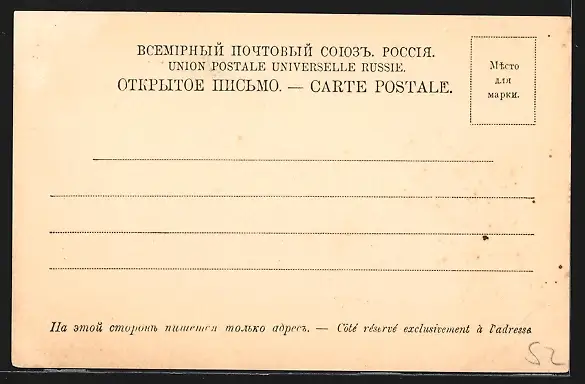 ВСЕМІРНЫЙ ПОЧТОВЫЙ СОЮЗЪ. РОССІЯ.
UNION POSTALE UNIVERSELLE RUSSIE.
ОТКРЫТОЕ ПИСЬМО. — CARTE POSTALE.
Мѣсто
для
марки.
На этой сторонѣ пишется только адресъ. — Côté réservé exclusivement à l'adresse
52